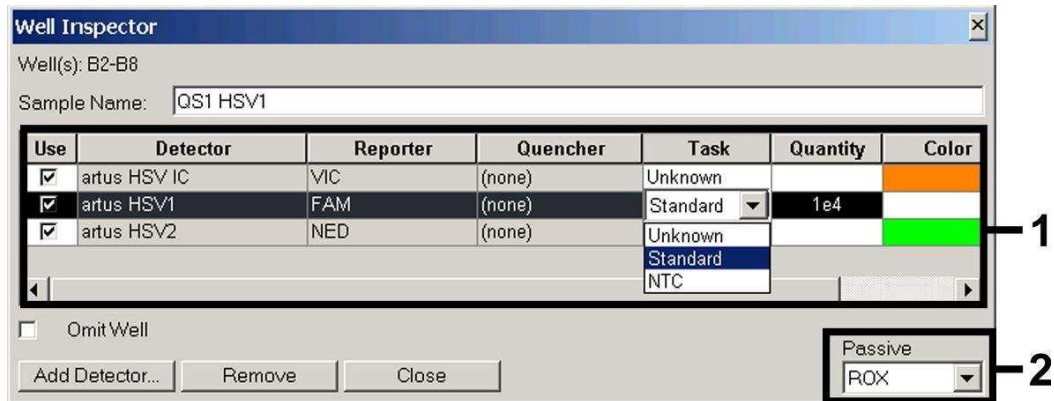 Well Inspector
Well(s): B2-B8
Sample Name: QS1 HSV1
Use Detector Reporter Quencher Task Quantity Color
artus HSV IC VIC (none) Unknown
artus HSV1 FAM (none) Standard 1e4
artus HSV2 NED (none) Unknown
Standard
NTC
1
Omit Well
Passive
Add Detector... Remove Close ROX
2